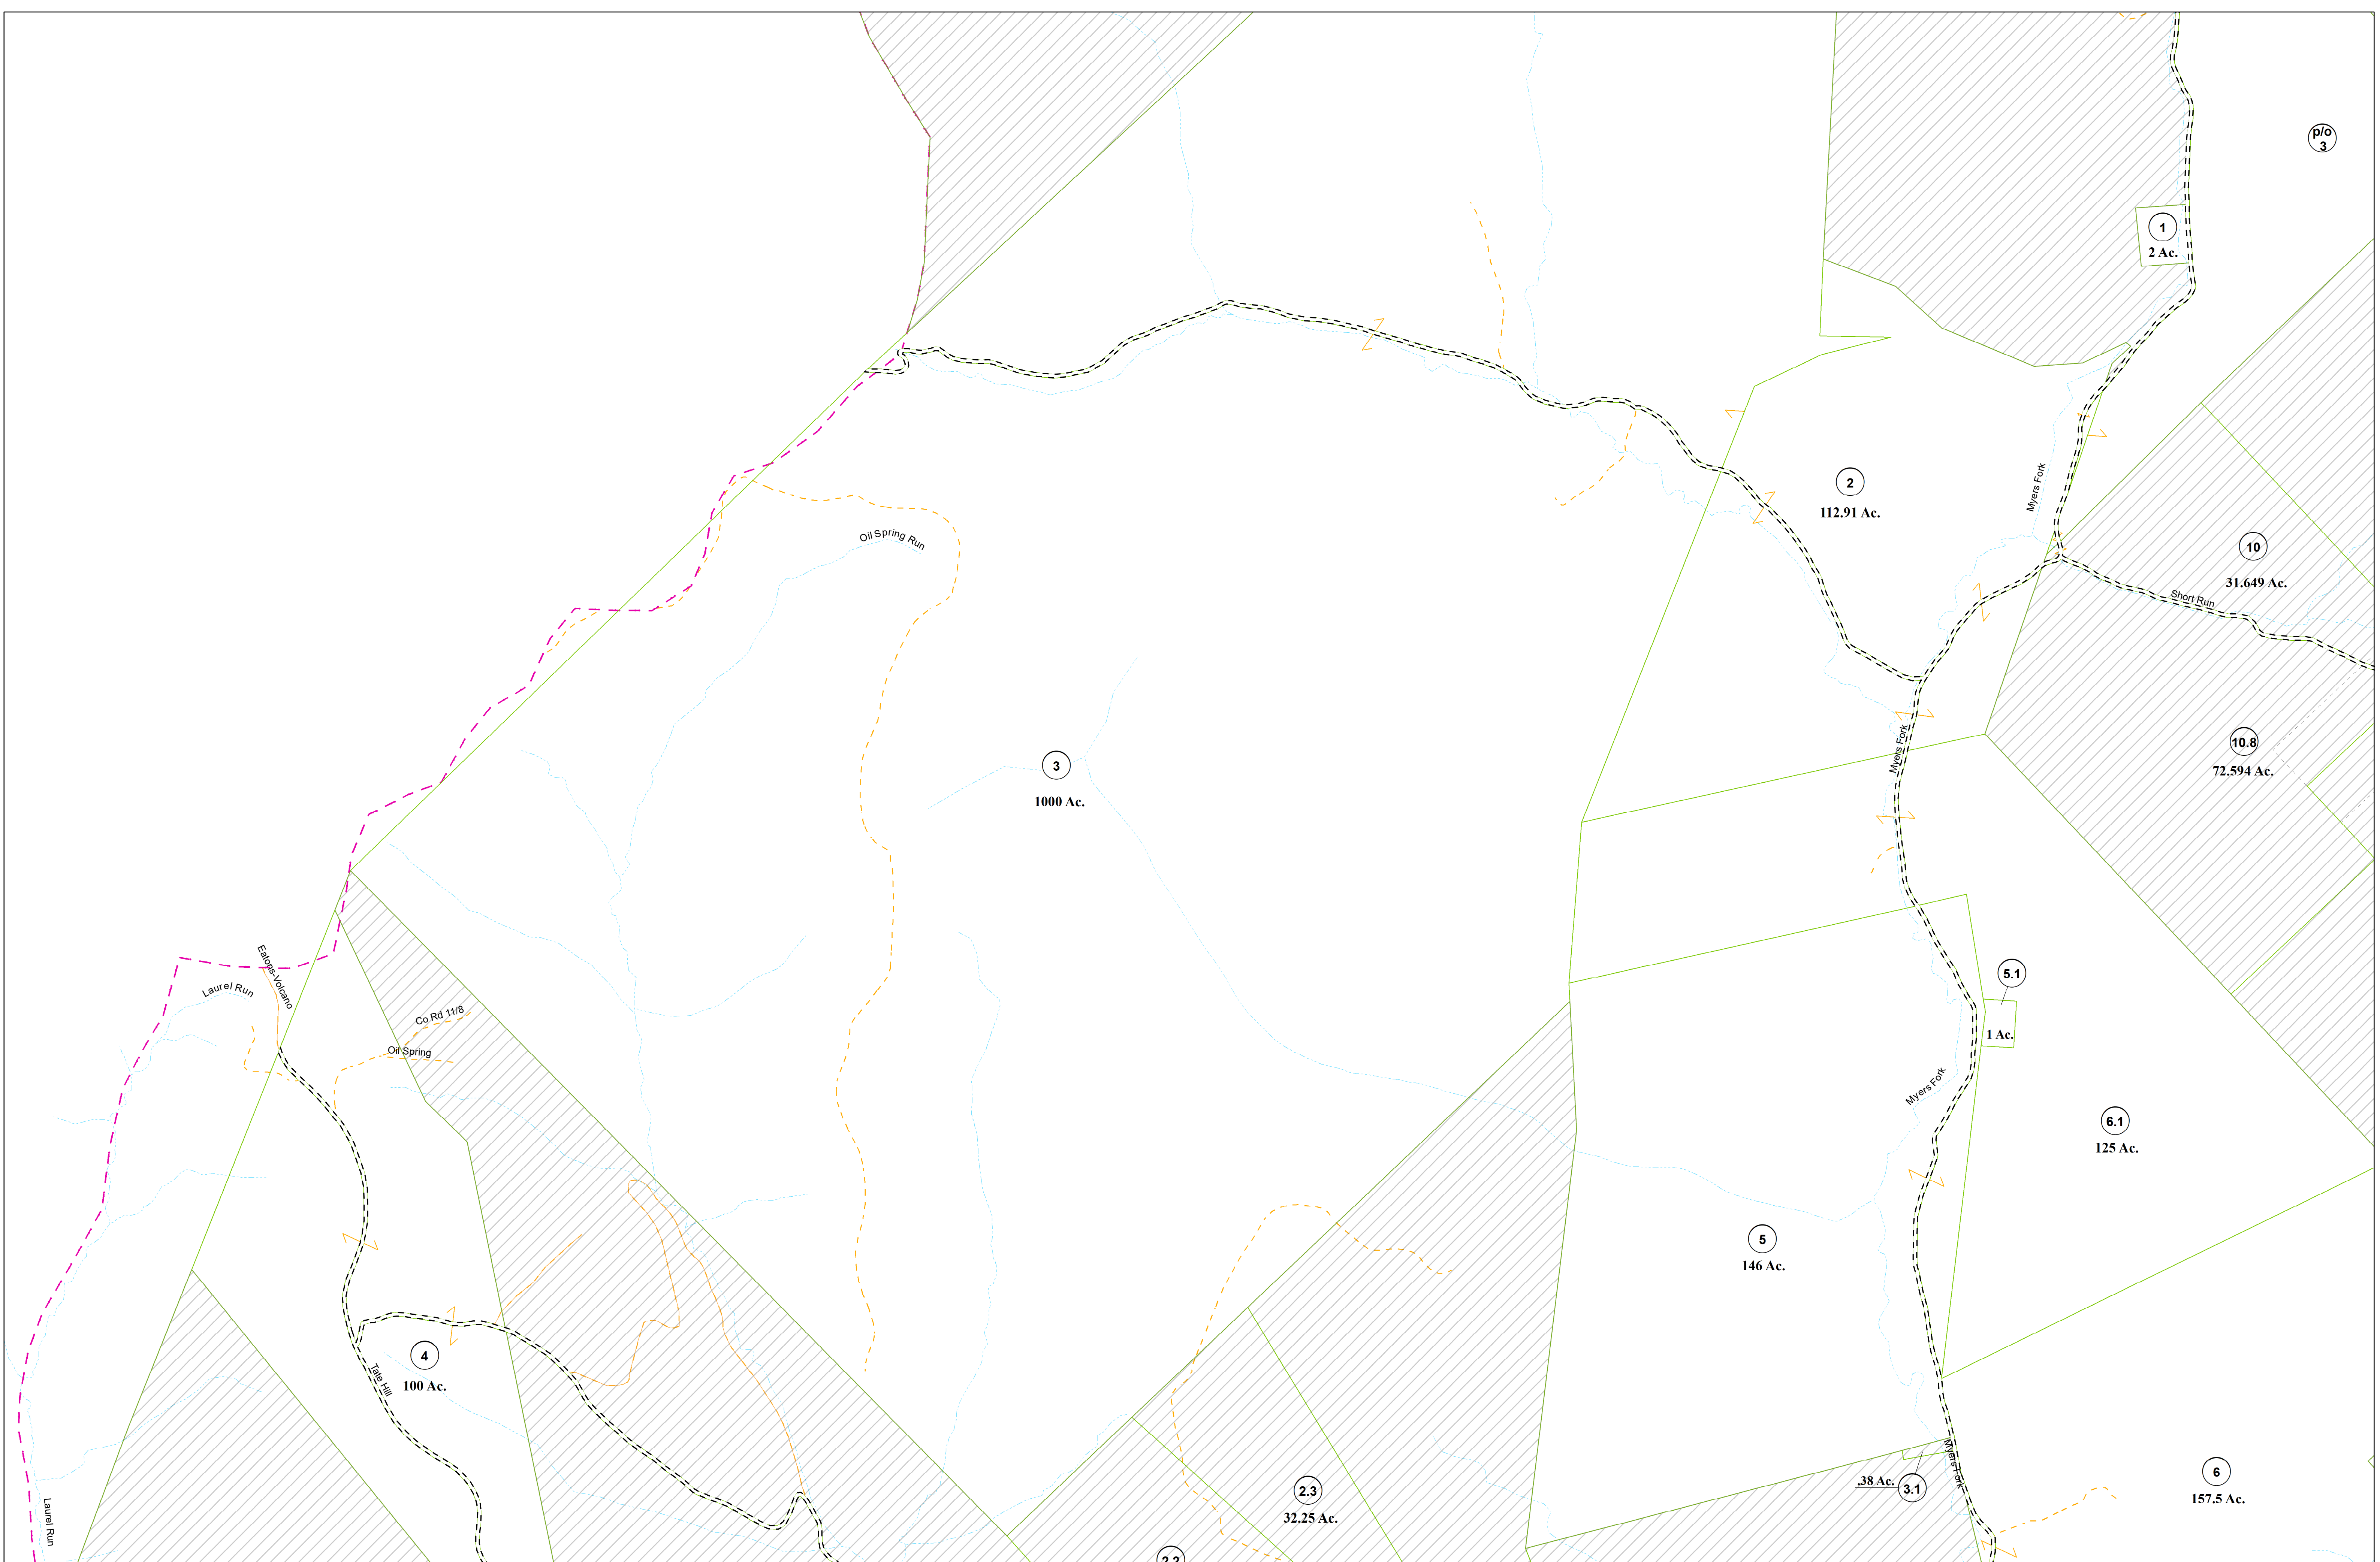 p/o
3
1
2 Ac.
Myers Fork
2
112.91 Ac.
Oil Spring Run
10
31.649 Ac.
Short Run
Myers Fork
10.8
72.594 Ac.
3
1000 Ac.
Eatons-Volcano
Laurel Run
5.1
1 Ac.
Co Rd 11/8
Oil Spring
Myers Fork
6.1
125 Ac.
5
146 Ac.
4
100 Ac.
Tate Hill
Myers Fork
.38 Ac.
3.1
6
157.5 Ac.
2.3
32.25 Ac.
Laurel Run
2.2